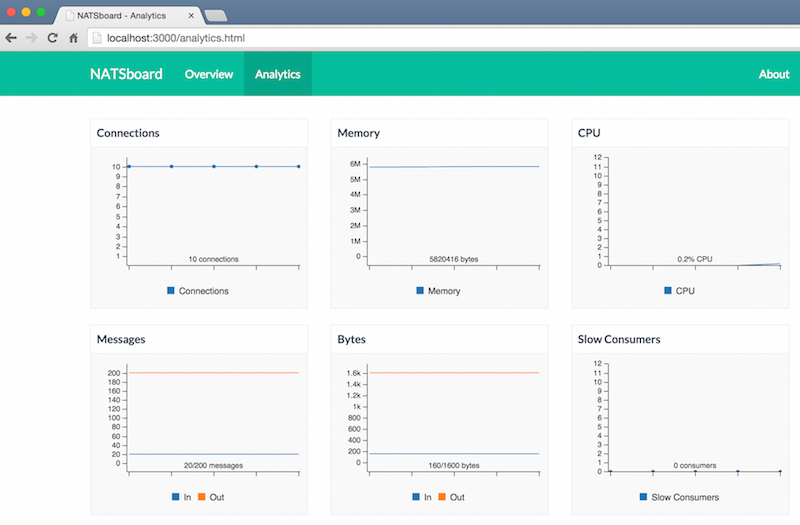 NATSboard - Analytics
localhost:3000/analytics.html
NATSboard Overview Analytics About
Connections
10
9
8
7
6
5
4
3
2
1
10 connections
Connections
Memory
6M
5M
4M
3M
2M
1M
0
5820416 bytes
Memory
CPU
12
11
10
9
8
7
6
5
4
3
2
1
0
0.2% CPU
CPU
Messages
200
180
160
140
120
100
80
60
40
20
0
20/200 messages
In Out
Bytes
1.6k
1.4k
1.2k
1k
800
600
400
200
0
160/1600 bytes
In Out
Slow Consumers
12
11
10
9
8
7
6
5
4
3
2
1
0
0 consumers
Slow Consumers